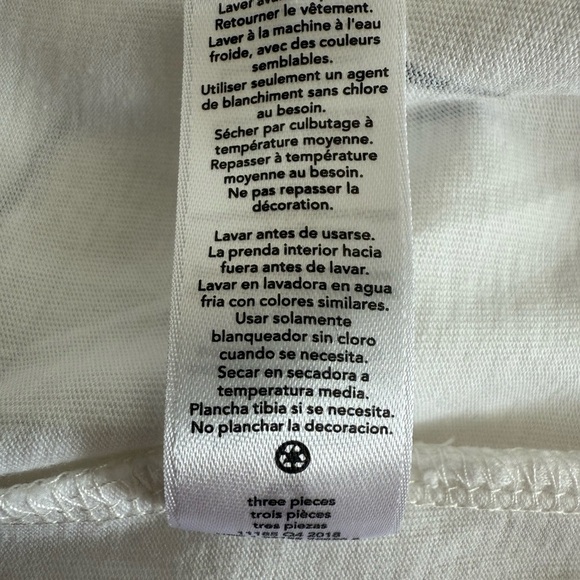 Laver
Retourner le vêtement.
Laver à la machine à l'eau
froide, avec des couleurs
semblables.
Utiliser seulement un agent
de blanchiment sans chlore
au besoin.
Sécher par culbutage à
température moyenne.
Repasser à température
moyenne au besoin.
Ne pas repasser la
décoration.
Lavar antes de usarse.
La prenda interior hacia
fuera antes de lavar.
Lavar en lavadora en agua
fria con colores similares.
Usar solamente
blanqueador sin cloro
cuando se necesita.
Secar en secadora a
temperatura media.
Plancha tibia si se necesita.
No planchar la decoracion.
three pieces
trois pièces
tres piezas
11185 Q4 2018